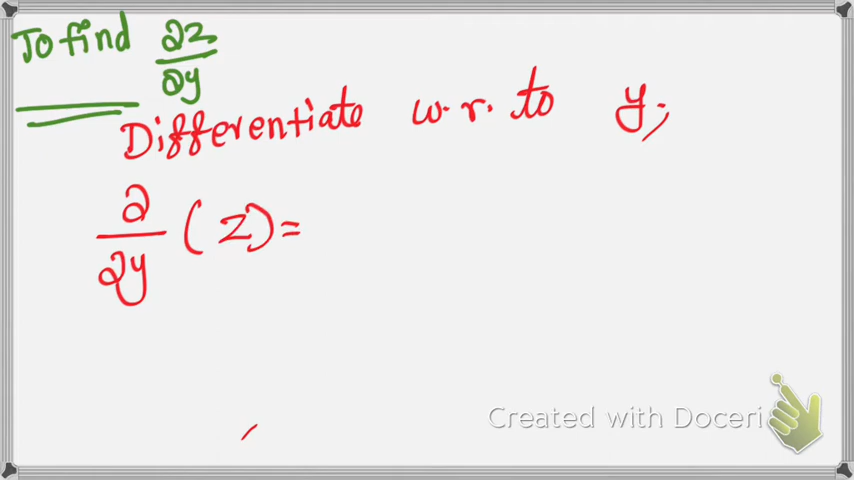 To find ∂z/∂y
Differentiate w.r. to y;
∂/∂y (z)=
Created with Doceri